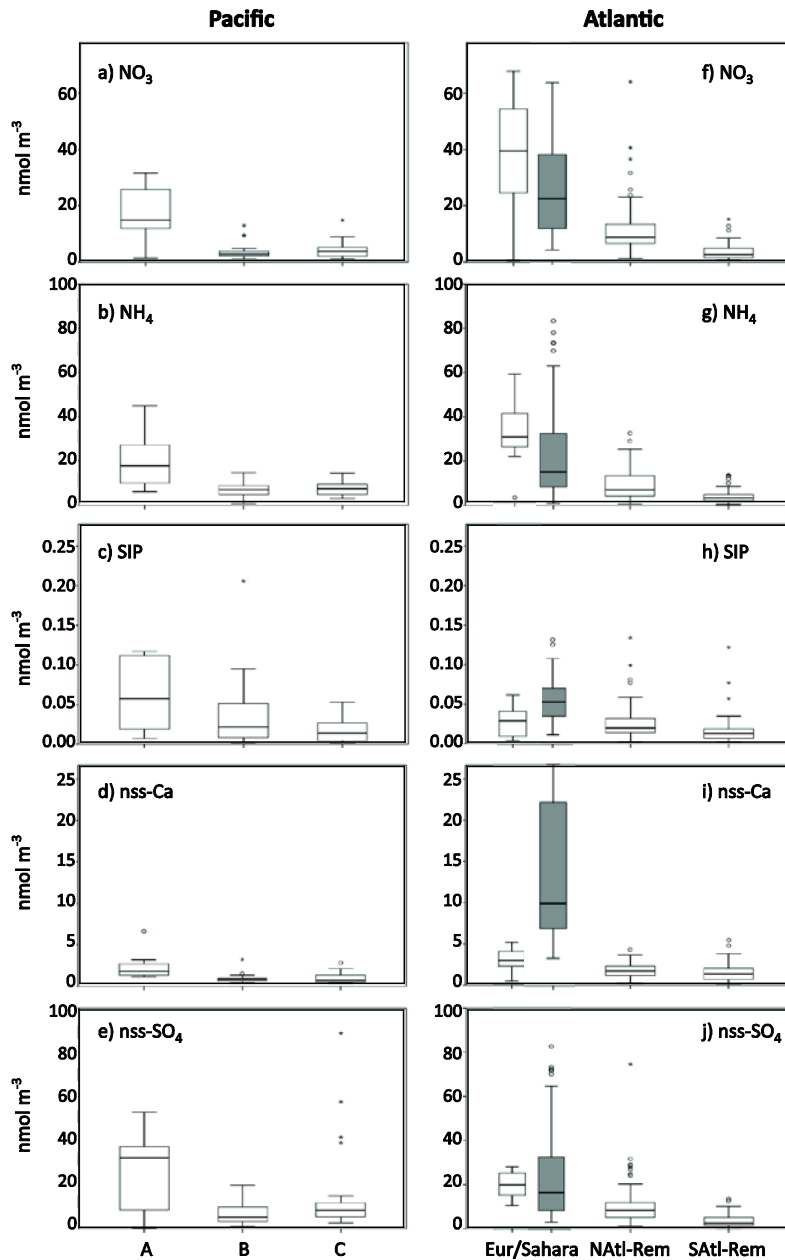 Pacific
Atlantic
a) NO₃
f) NO₃
nmol m⁻³
60
40
20
0
60
40
20
0
b) NH₄
g) NH₄
nmol m⁻³
100
80
60
40
20
0
100
80
60
40
20
0
c) SIP
h) SIP
nmol m⁻³
0.25
0.20
0.15
0.10
0.05
0.00
0.25
0.20
0.15
0.10
0.05
0.00
d) nss-Ca
i) nss-Ca
nmol m⁻³
25
20
15
10
5
0
25
20
15
10
5
0
e) nss-SO₄
j) nss-SO₄
nmol m⁻³
100
80
60
40
20
0
100
80
60
40
20
0
A B C
Eur/Sahara NAtl-Rem SAtl-Rem